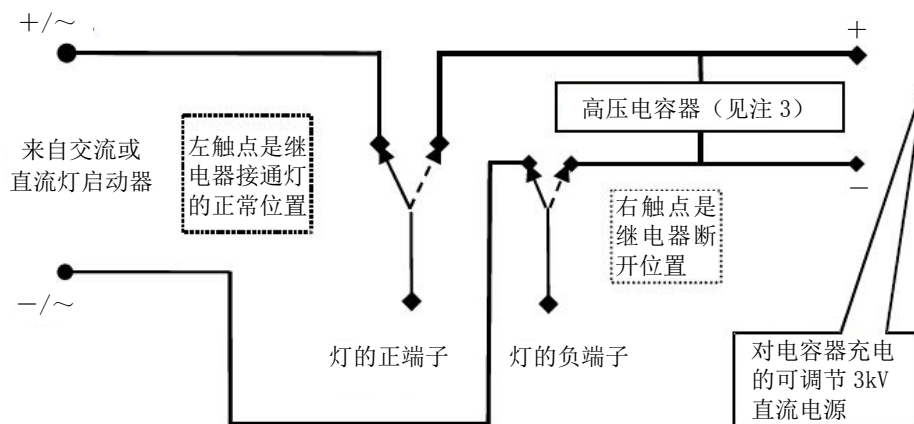 +/～
+
高压电容器（见注 3）
来自交流或
直流灯启动器
左触点是继
电器接通灯
的正常位置
−
右触点是
继电器断
开位置
−/～
灯的正端子
灯的负端子
对电容器充电
的可调节 3kV
直流电源